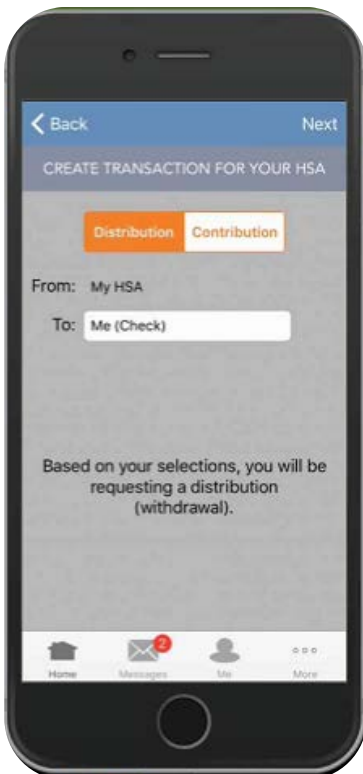 Back Next
CREATE TRANSACTION FOR YOUR HSA
Distribution Contribution
From: My HSA
To: Me (Check)
Based on your selections, you will be
requesting a distribution
(withdrawal).
2
Home Messages Me More